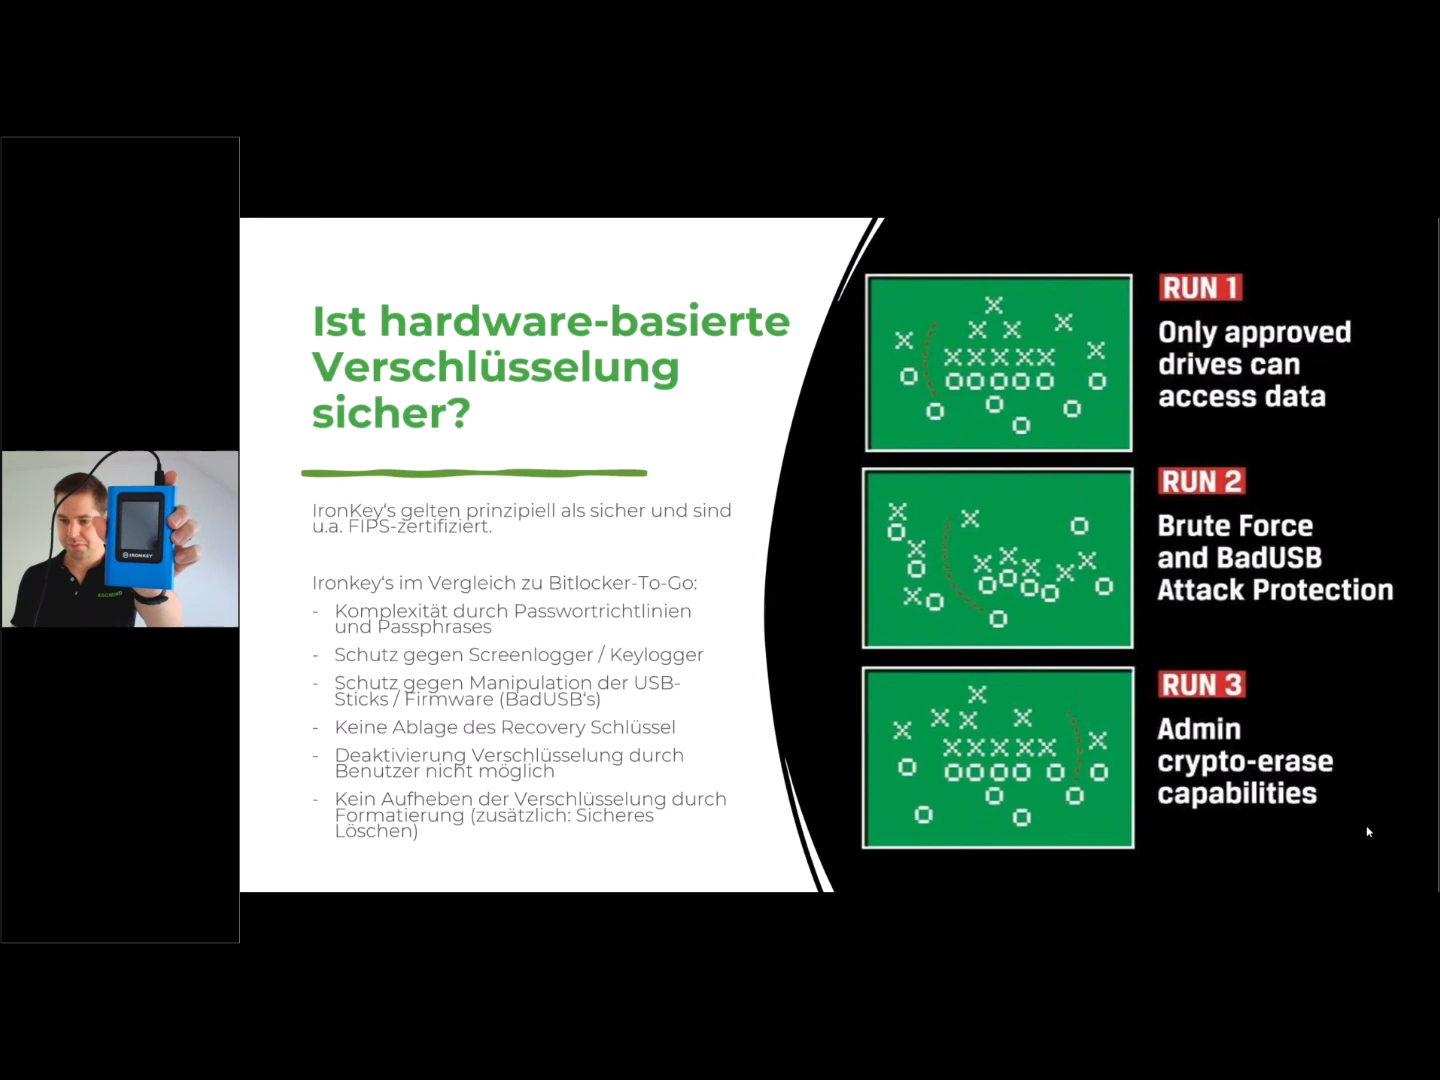 Ist hardware-basierte
Verschlüsselung
sicher?
IronKey's gelten prinzipiell als sicher und sind
u.a. FIPS-zertifiziert.
Ironkey's im Vergleich zu Bitlocker-To-Go:
- Komplexität durch Passwortrichtlinien
und Passphrases
- Schutz gegen Screenlogger / Keylogger
- Schutz gegen Manipulation der USB-
Sticks / Firmware (BadUSB's)
- Keine Ablage des Recovery Schlüssel
- Deaktivierung Verschlüsselung durch
Benutzer nicht möglich
- Kein Aufheben der Verschlüsselung durch
Formatierung (zusätzlich: Sicheres
Löschen)
RUN 1
Only approved
drives can
access data
RUN 2
Brute Force
and BadUSB
Attack Protection
RUN 3
Admin
crypto-erase
capabilities
IRONKEY